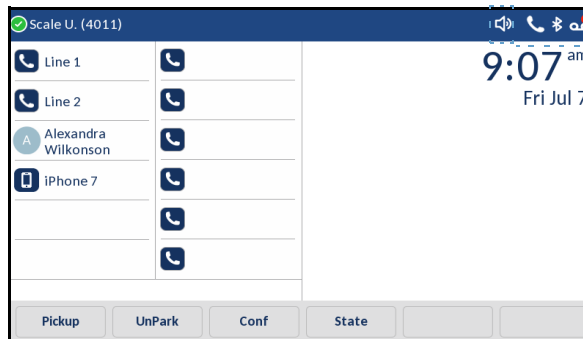 Scale U. (4011)
Line 1
Line 2
A
Alexandra
Wilkonson
iPhone 7
9:07 am
Fri Jul 7
Pickup
UnPark
Conf
State